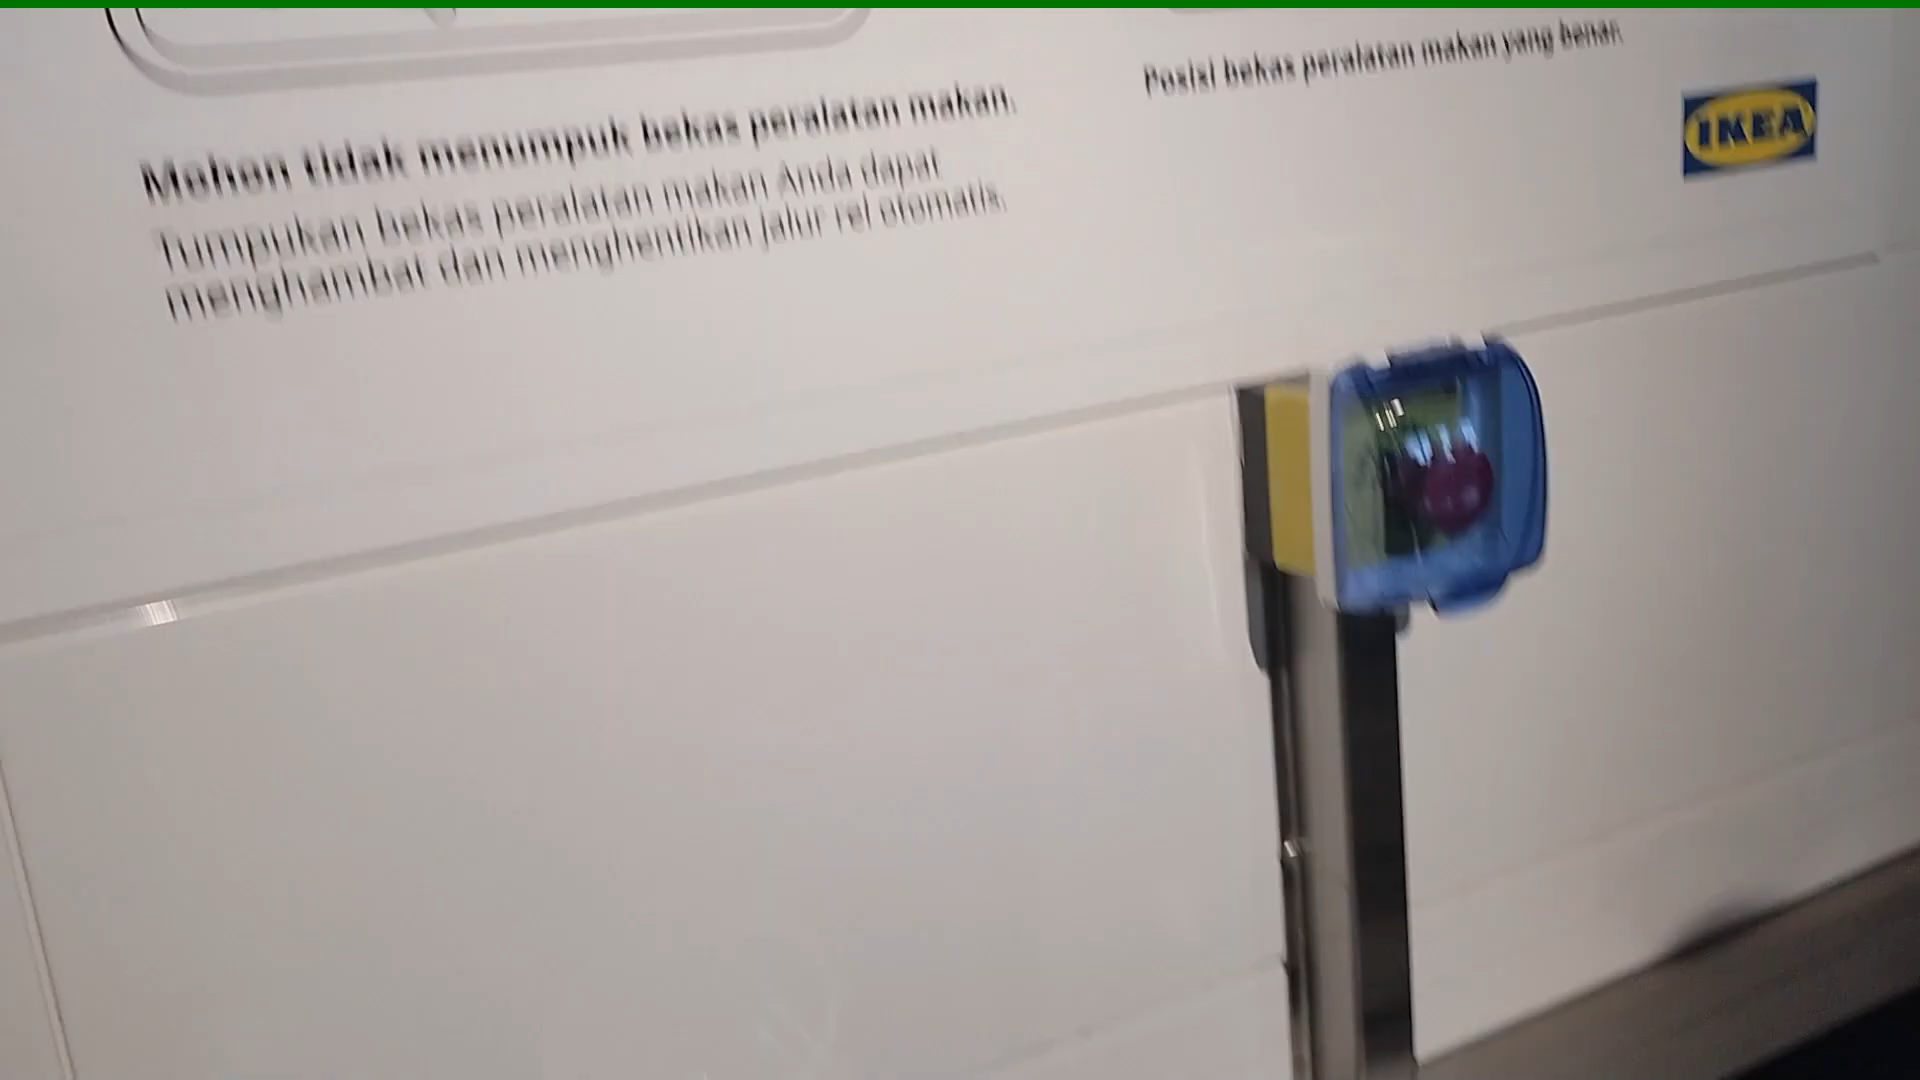 Mohon tidak menumpuk bekas peralatan makan.
Tumpukan bekas peralatan makan Anda dapat
menghambat dan menghentikan jalur rel otomatis.
Posisi bekas peralatan makan yang benar.
IKEA